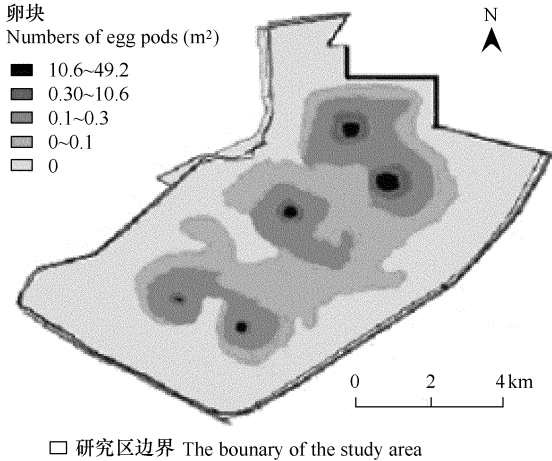 卵块
Numbers of egg pods (m²)
10.6~49.2
0.30~10.6
0.1~0.3
0~0.1
0
N
0 2 4 km
研究区边界 The bounary of the study area